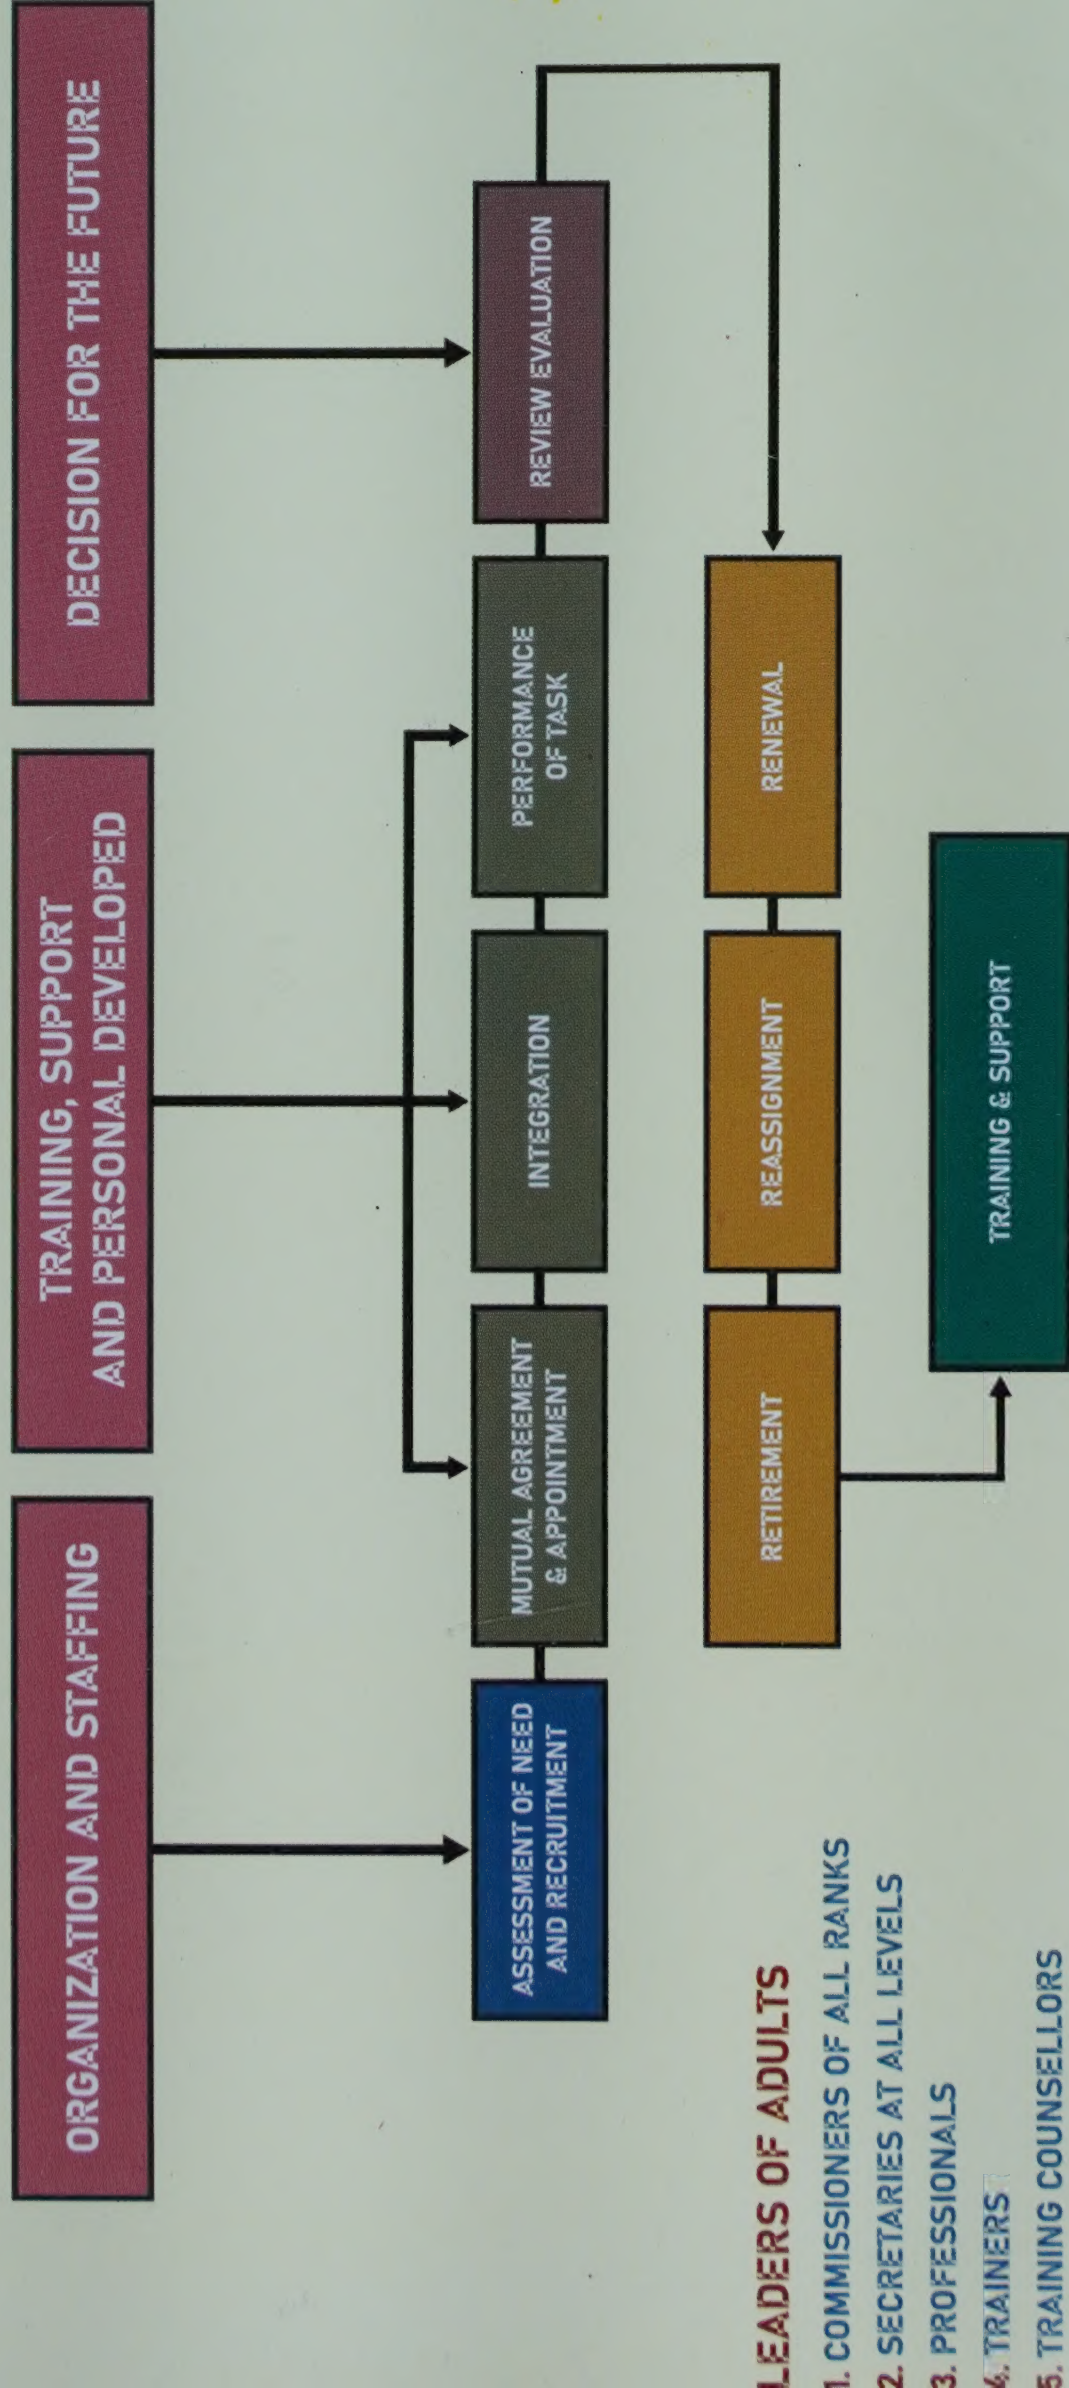 ORGANIZATION AND STAFFING
TRAINING, SUPPORT
AND PERSONAL DEVELOPED
DECISION FOR THE FUTURE
ASSESSMENT OF NEED
AND RECRUITMENT
MUTUAL AGREEMENT
& APPOINTMENT
INTEGRATION
PERFORMANCE
OF TASK
REVIEW EVALUATION
RETIREMENT
REASSIGNMENT
RENEWAL
TRAINING & SUPPORT
LEADERS OF ADULTS
1. COMMISSIONERS OF ALL RANKS
2. SECRETARIES AT ALL LEVELS
3. PROFESSIONALS
4. TRAINERS
5. TRAINING COUNSELLORS